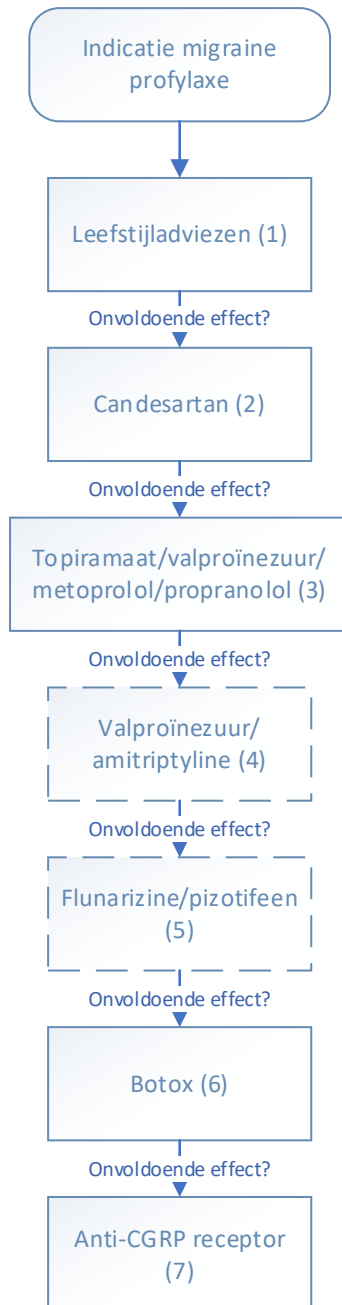 Indicatie migraine
profylaxe
Leefstijladviezen (1)
Onvoldoende effect?
Candesartan (2)
Onvoldoende effect?
Topiramaat/valproïnezuur/
metoprolol/propranolol (3)
Onvoldoende effect?
Valproïnezuur/
amitriptyline (4)
Onvoldoende effect?
Flunarizine/pizotifeen
(5)
Onvoldoende effect?
Botox (6)
Onvoldoende effect?
Anti-CGRP receptor
(7)